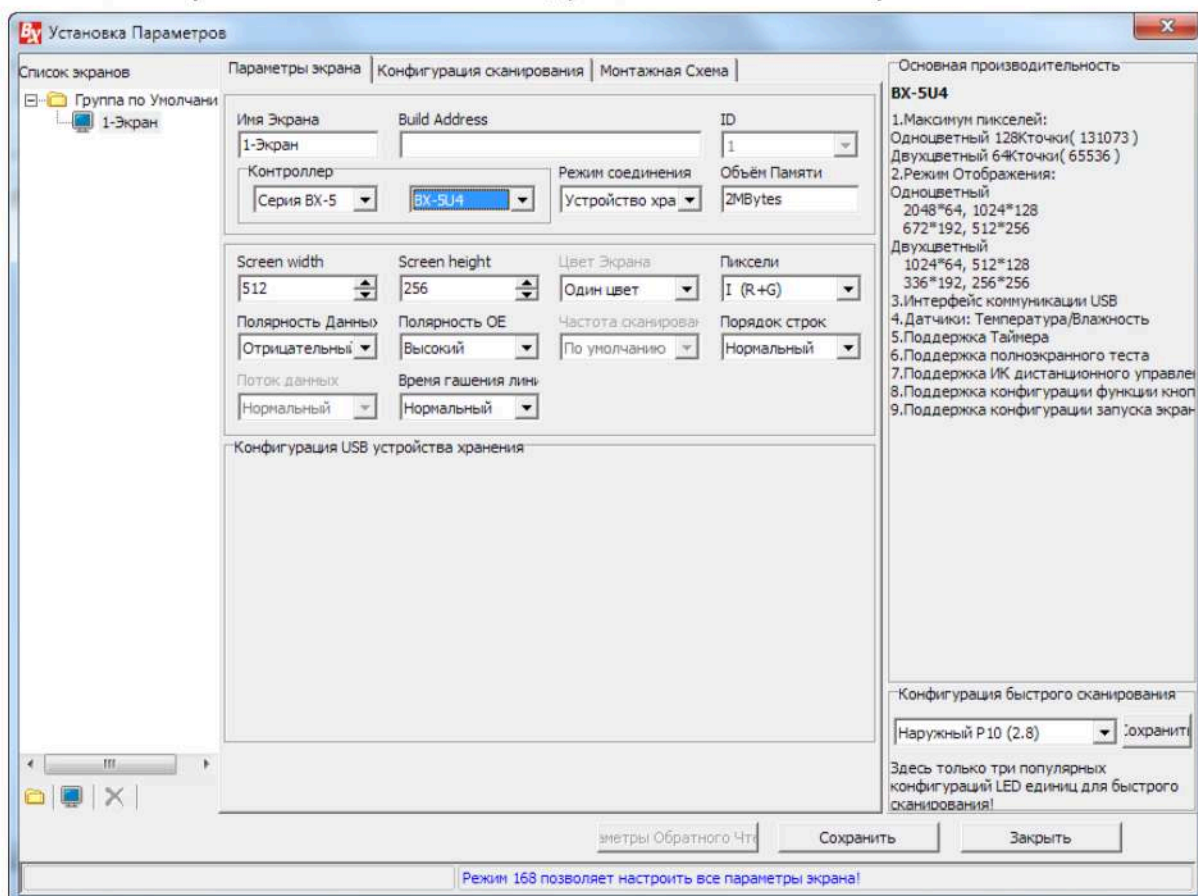 BX Установка Параметров
Список экранов
Группа по Умолчани
1-Экран
Параметры экрана Конфигурация сканирования Монтажная Схема
Имя Экрана Build Address ID
1-Экран 1
Контроллер Режим соединения Объём Памяти
Серия BX-5 BX-5U4 Устройство хра 2MBytes
Screen width Screen height Цвет Экрана Пиксели
512 256 Один цвет I (R+G)
Полярность Данных Полярность OE Частота сканирован Порядок строк
Отрицательный Высокий По умолчанию Нормальный
Поток данных Время гашения лини
Нормальный Нормальный
Конфигурация USB устройства хранения
Основная производительность
BX-5U4
1.Максимум пикселей:
Одноцветный 128Kточки( 131073 )
Двухцветный 64Kточки( 65536 )
2.Режим Отображения:
Одноцветный
2048*64, 1024*128
672*192, 512*256
Двухцветный
1024*64, 512*128
336*192, 256*256
3.Интерфейс коммуникации USB
4.Датчики: Температура/Влажность
5.Поддержка Таймера
6.Поддержка полноэкранного теста
7.Поддержка ИК дистанционного управле
8.Поддержка конфигурации функции кноп
9.Поддержка конфигурации запуска экран
Конфигурация быстрого сканирования
Наружный P10 (2.8) Сохранить
Здесь только три популярных
конфигураций LED единиц для быстрого
сканирования!
метры Обратного Чте Сохранить Закрыть
Режим 168 позволяет настроить все параметры экрана!